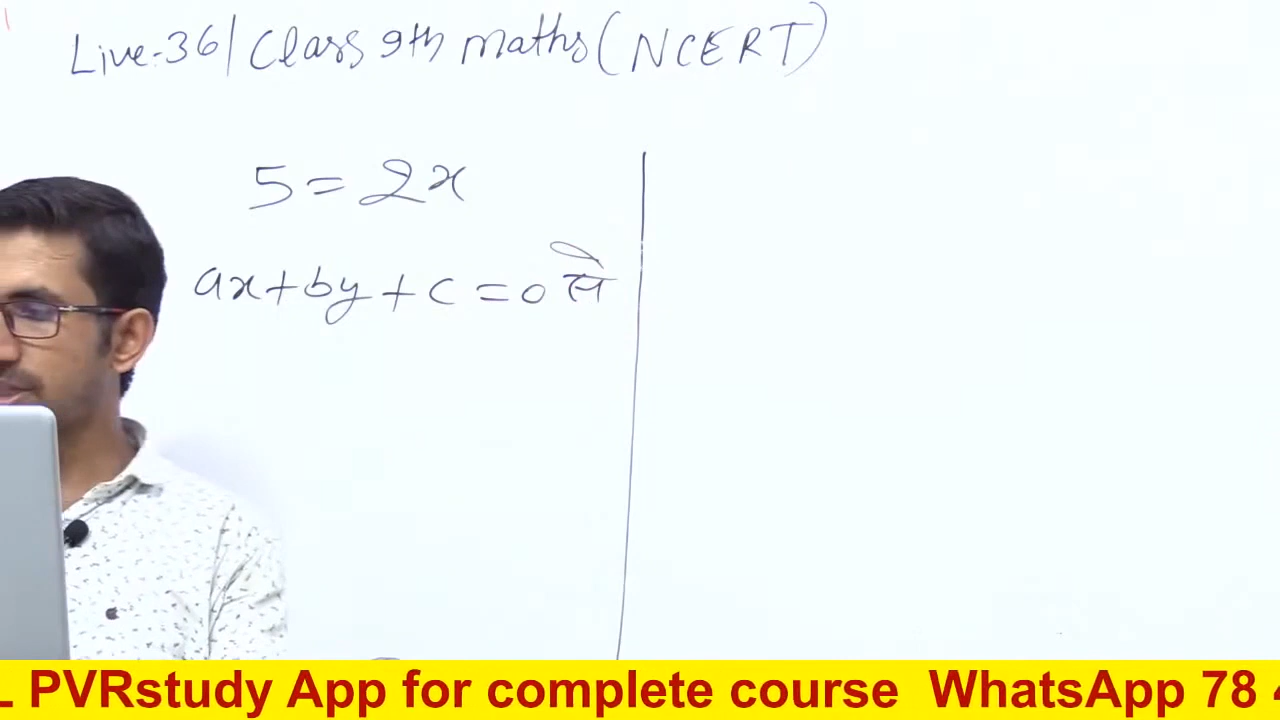 Live-36/ Class 9th maths (NCERT)
5 = 2x
ax + by + c = 0 से
PVRstudy App for complete course WhatsApp 78